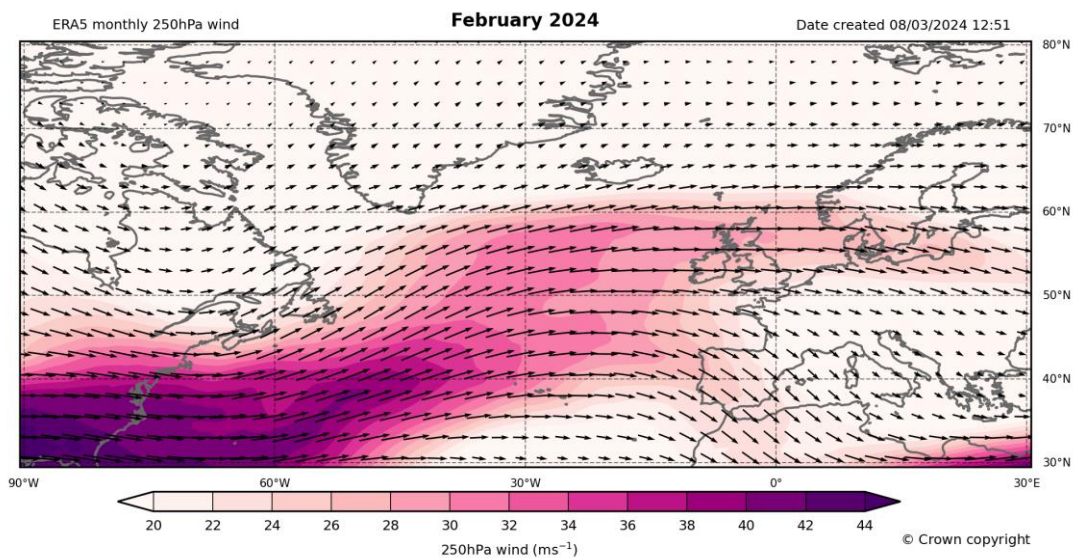 ERA5 monthly 250hPa wind
February 2024
Date created 08/03/2024 12:51
80°N
70°N
60°N
50°N
40°N
30°N
90°W 60°W 30°W 0° 30°E
20 22 24 26 28 30 32 34 36 38 40 42 44
250hPa wind (ms⁻¹)
© Crown copyright